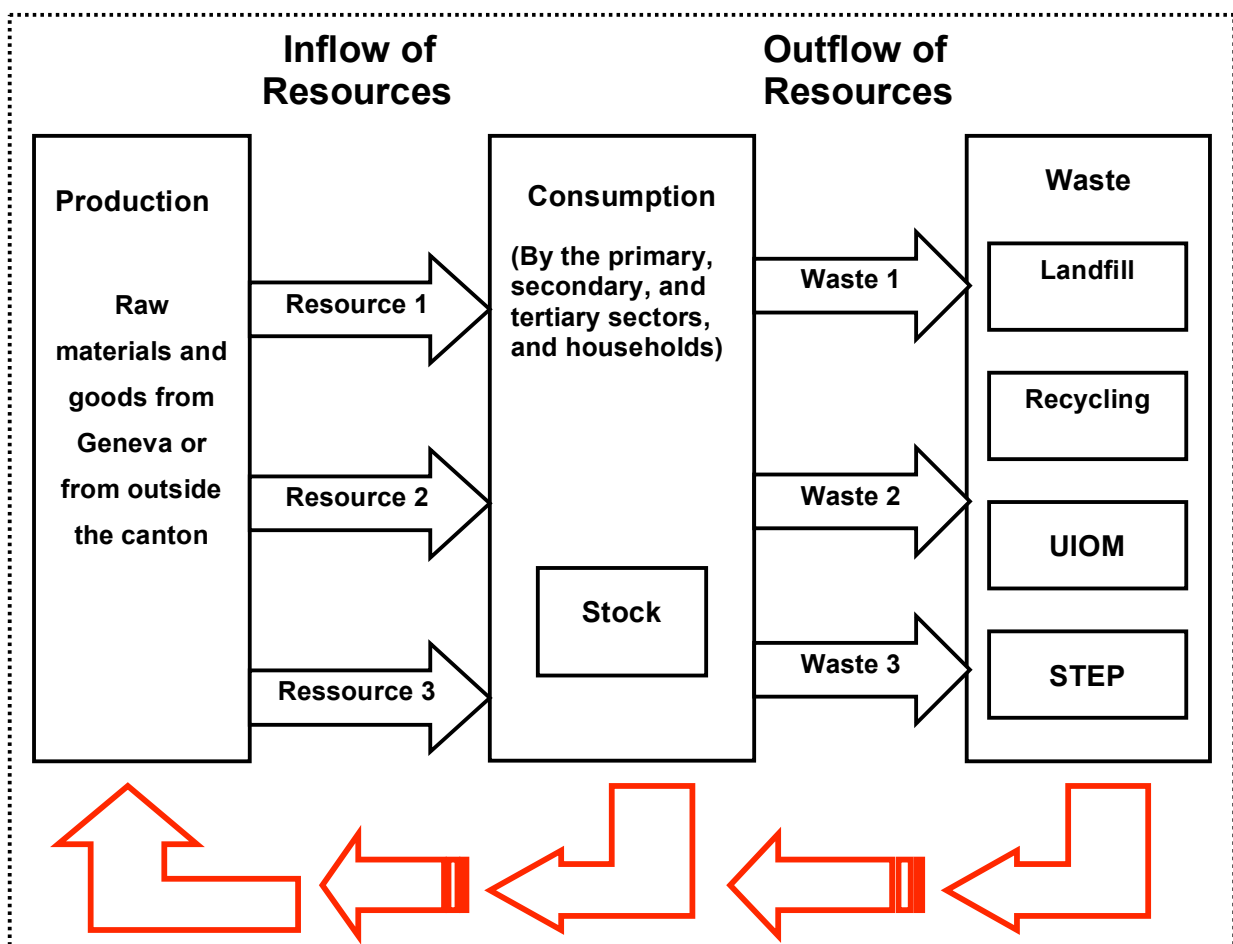 Inflow of
Resources
Outflow of
Resources
Production
Raw
materials and
goods from
Geneva or
from outside
the canton
Resource 1
Resource 2
Ressource 3
Consumption
(By the primary,
secondary, and
tertiary sectors,
and households)
Stock
Waste 1
Waste 2
Waste 3
Waste
Landfill
Recycling
UIOM
STEP